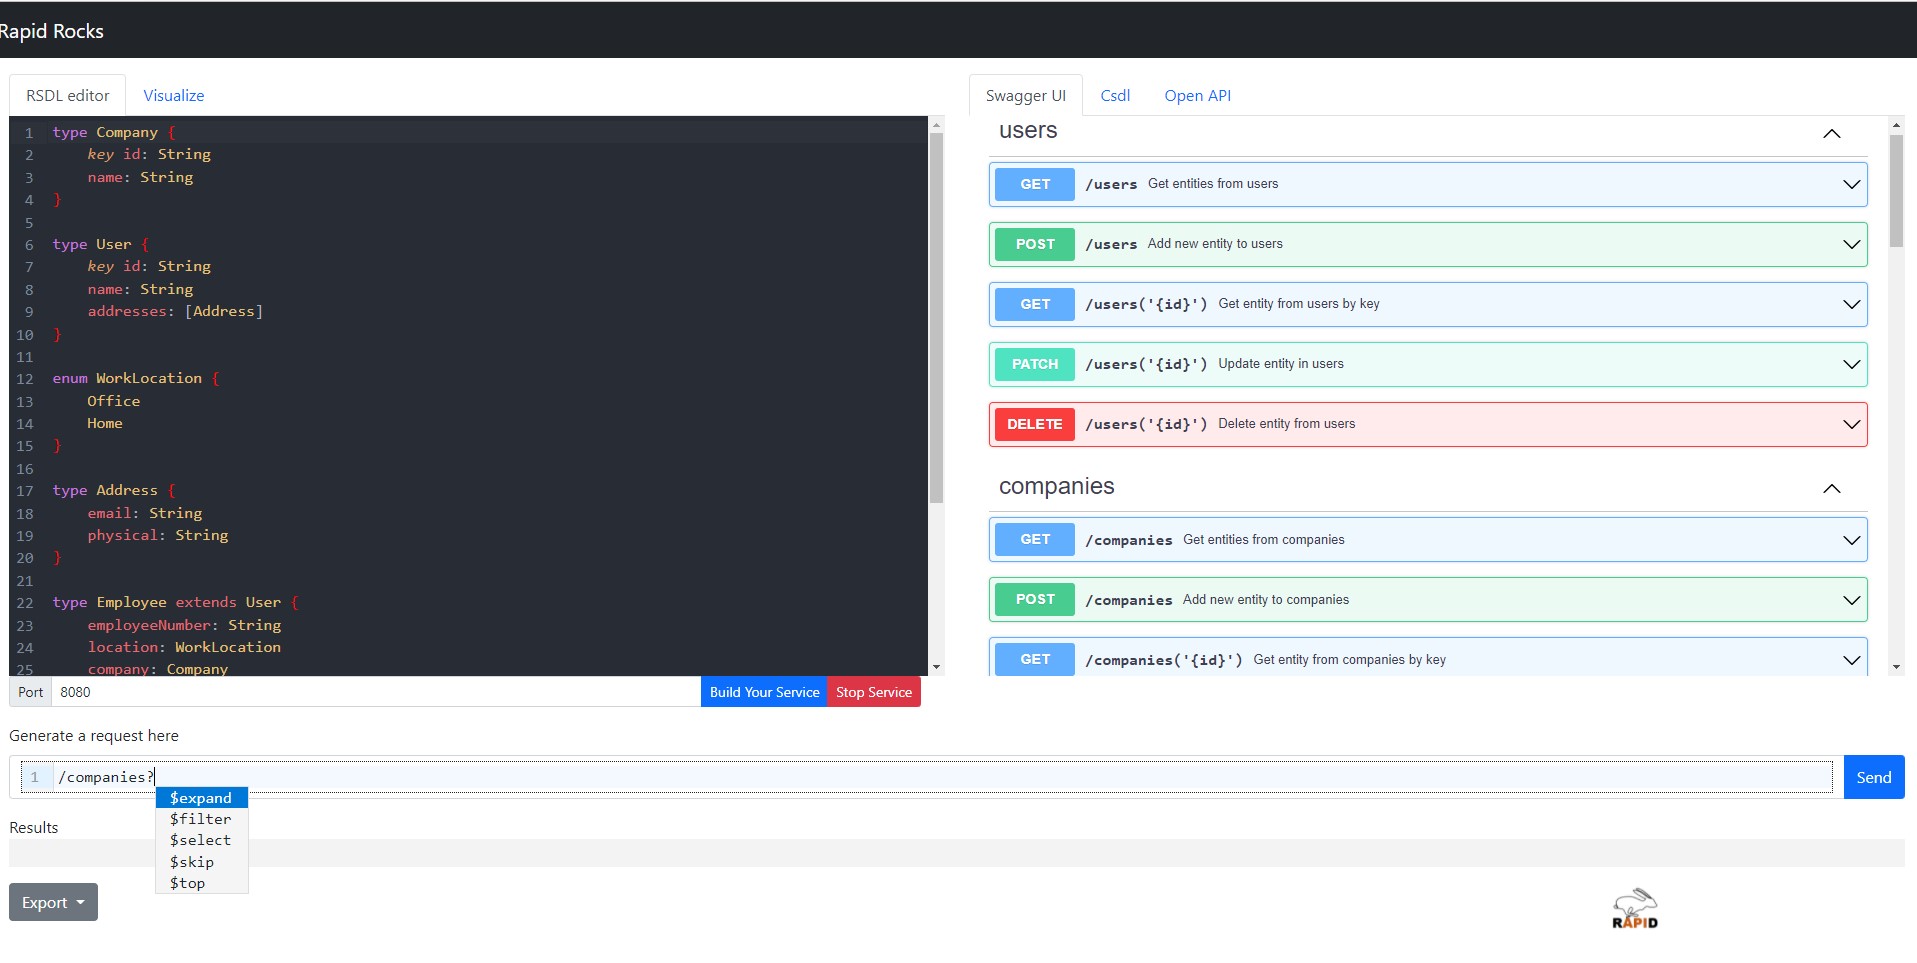 Rapid Rocks
RSDL editor Visualize
1 type Company {
2 key id: String
3 name: String
4 }
5
6 type User {
7 key id: String
8 name: String
9 addresses: [Address]
10 }
11
12 enum WorkLocation {
13 Office
14 Home
15 }
16
17 type Address {
18 email: String
19 physical: String
20 }
21
22 type Employee extends User {
23 employeeNumber: String
24 location: WorkLocation
25 company: Company
Port 8080 Build Your Service Stop Service
Swagger UI Csdl Open API
users
GET /users Get entities from users
POST /users Add new entity to users
GET /users('{id}') Get entity from users by key
PATCH /users('{id}') Update entity in users
DELETE /users('{id}') Delete entity from users
companies
GET /companies Get entities from companies
POST /companies Add new entity to companies
GET /companies('{id}') Get entity from companies by key
Generate a request here
1 /companies? Send
$expand
$filter
$select
$skip
$top
Results
Export
RAPID